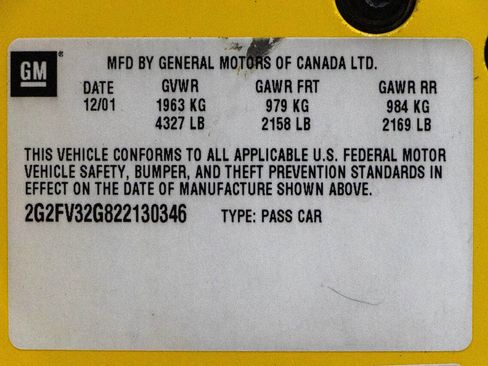 GM®
MFD BY GENERAL MOTORS OF CANADA LTD.
DATE GVWR GAWR FRT GAWR RR
12/01 1963 KG 979 KG 984 KG
4327 LB 2158 LB 2169 LB
THIS VEHICLE CONFORMS TO ALL APPLICABLE U.S. FEDERAL MOTOR
VEHICLE SAFETY, BUMPER, AND THEFT PREVENTION STANDARDS IN
EFFECT ON THE DATE OF MANUFACTURE SHOWN ABOVE.
2G2FV32G822130346 TYPE: PASS CAR